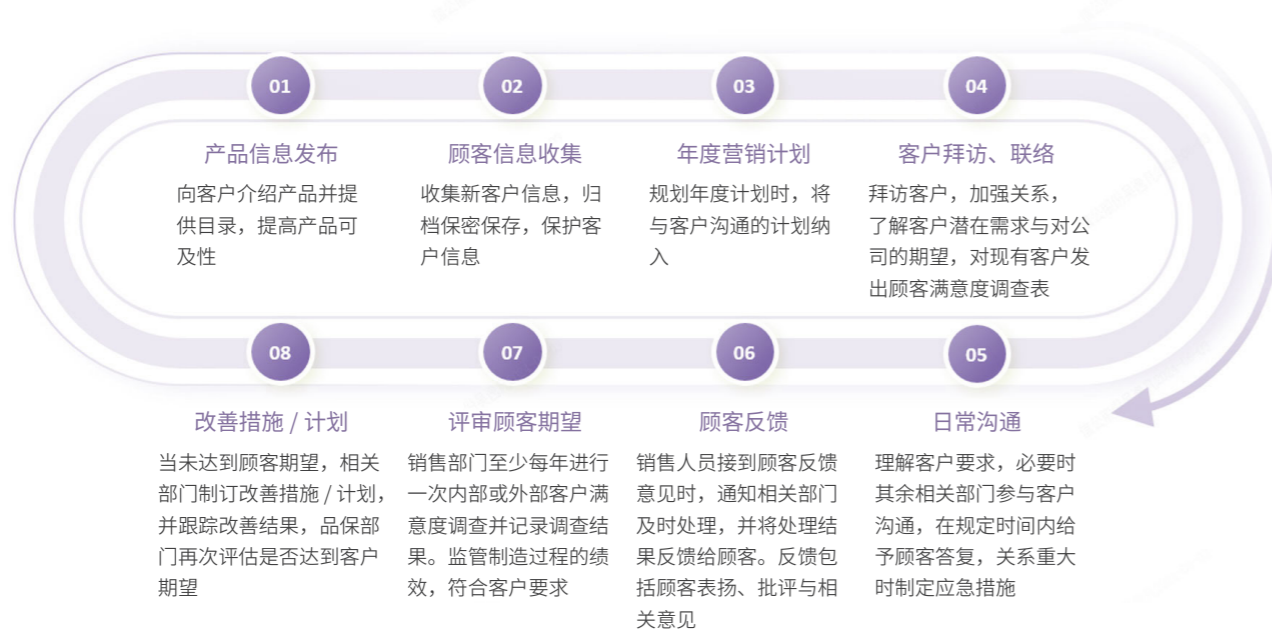 01
产品信息发布
向客户介绍产品并提
供目录，提高产品可
及性
02
顾客信息收集
收集新客户信息，归
档保密保存，保护客
户信息
03
年度营销计划
规划年度计划时，将
与客户沟通的计划纳
入
04
客户拜访、联络
拜访客户，加强关系，
了解客户潜在需求与对公
司的期望，对现有客户发
出顾客满意度调查表
05
日常沟通
理解客户要求，必要时
其余相关部门参与客户
沟通，在规定时间内给
予顾客答复，关系重大
时制定应急措施
06
顾客反馈
销售人员接到顾客反馈
意见时，通知相关部门
及时处理，并将处理结
果反馈给顾客。反馈包
括顾客表扬、批评与相
关意见
07
评审顾客期望
销售部门至少每年进行
一次内部或外部客户满
意度调查并记录调查结
果。监管制造过程的绩
效，符合客户要求
08
改善措施 / 计划
当未达到顾客期望，相关
部门制订改善措施 / 计划，
并跟踪改善结果，品保部
门再次评估是否达到客户
期望